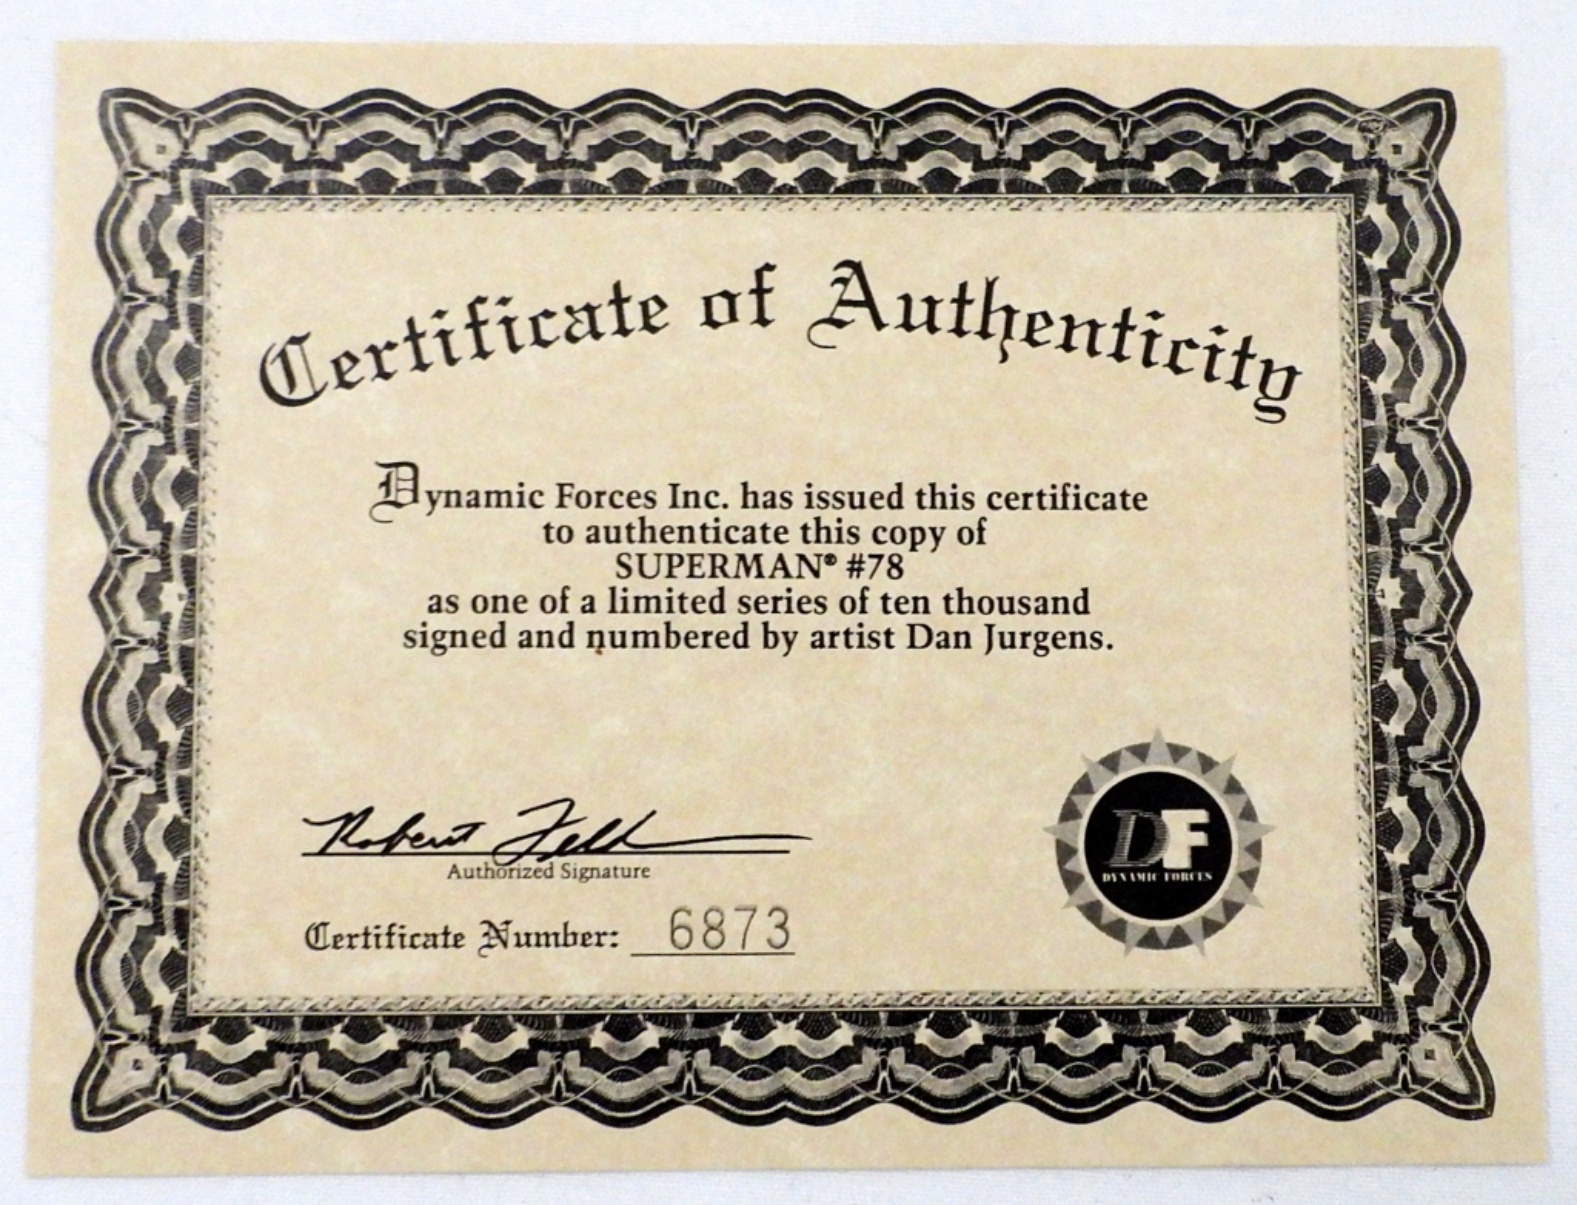 Certificate of Authenticity
Dynamic Forces Inc. has issued this certificate
to authenticate this copy of
SUPERMAN® #78
as one of a limited series of ten thousand
signed and numbered by artist Dan Jurgens.
Robert Feld
Authorized Signature
Certificate Number: 6873
DF
DYNAMIC FORCES